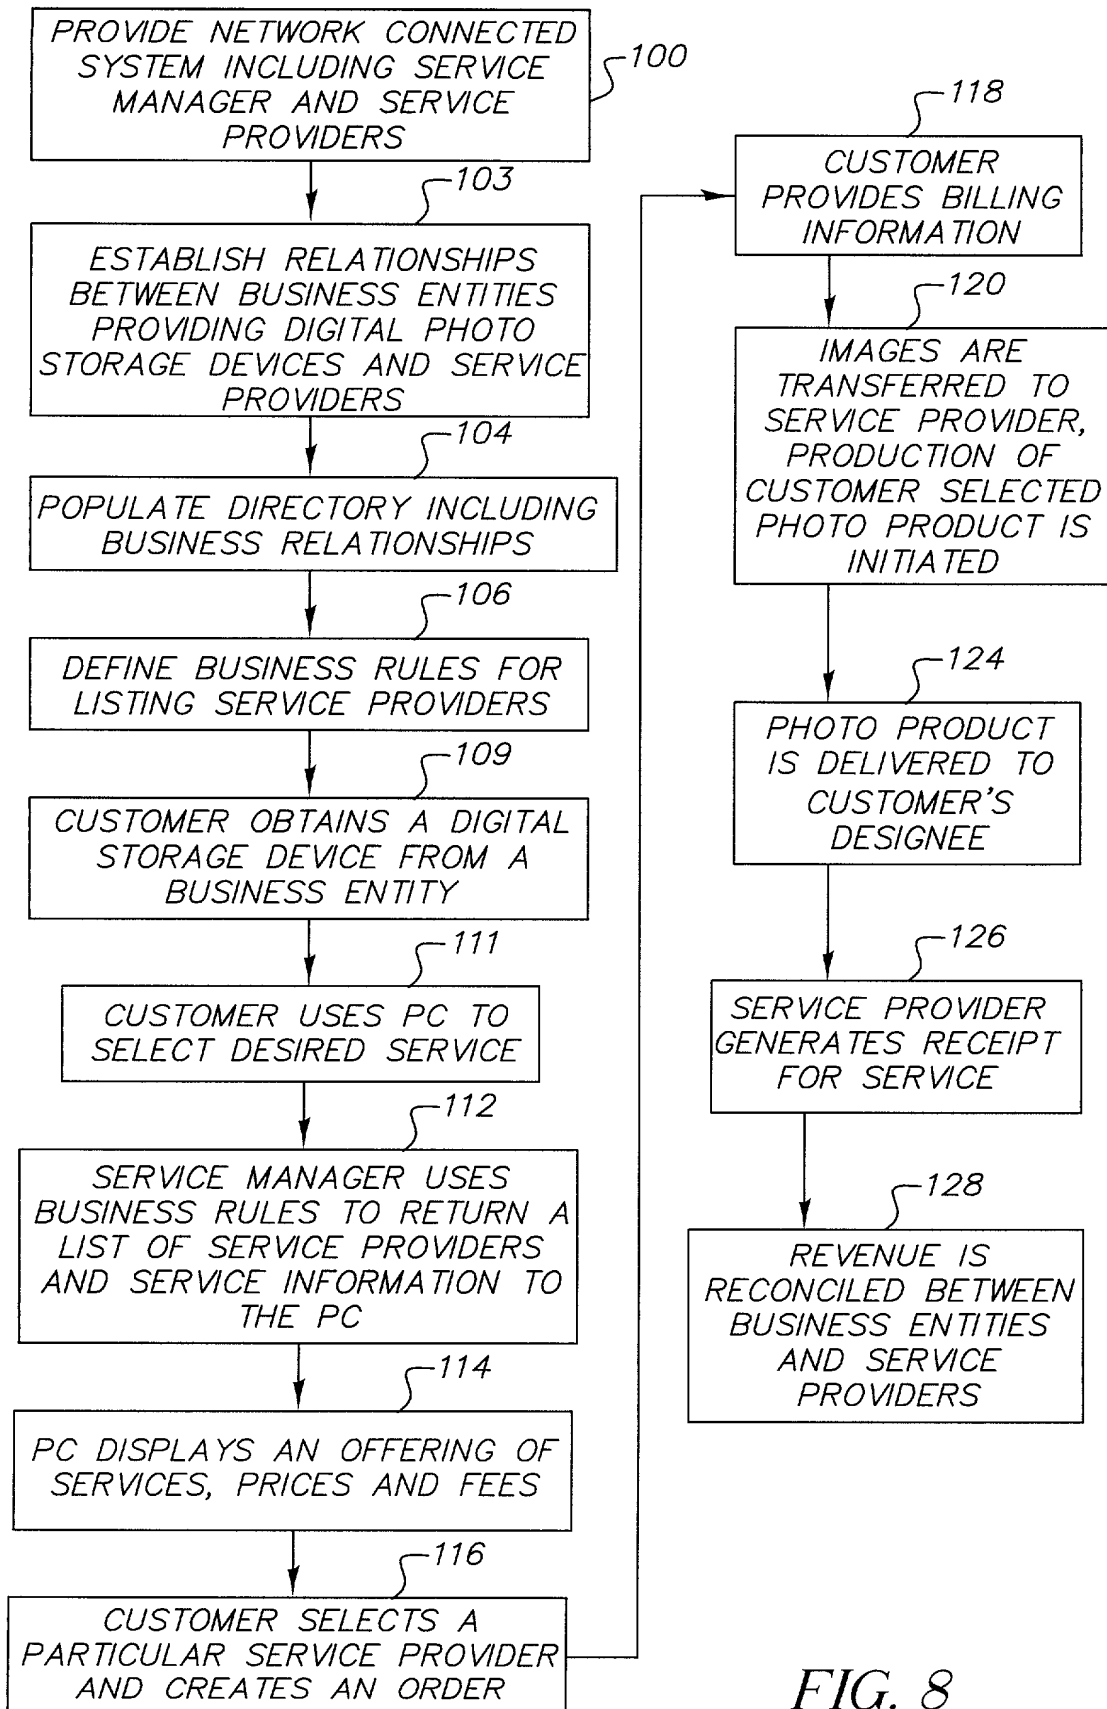 PROVIDE NETWORK CONNECTED
SYSTEM INCLUDING SERVICE
MANAGER AND SERVICE
PROVIDERS
100
103
ESTABLISH RELATIONSHIPS
BETWEEN BUSINESS ENTITIES
PROVIDING DIGITAL PHOTO
STORAGE DEVICES AND SERVICE
PROVIDERS
104
POPULATE DIRECTORY INCLUDING
BUSINESS RELATIONSHIPS
106
DEFINE BUSINESS RULES FOR
LISTING SERVICE PROVIDERS
109
CUSTOMER OBTAINS A DIGITAL
STORAGE DEVICE FROM A
BUSINESS ENTITY
111
CUSTOMER USES PC TO
SELECT DESIRED SERVICE
112
SERVICE MANAGER USES
BUSINESS RULES TO RETURN A
LIST OF SERVICE PROVIDERS
AND SERVICE INFORMATION TO
THE PC
114
PC DISPLAYS AN OFFERING OF
SERVICES, PRICES AND FEES
116
CUSTOMER SELECTS A
PARTICULAR SERVICE PROVIDER
AND CREATES AN ORDER
118
CUSTOMER
PROVIDES BILLING
INFORMATION
120
IMAGES ARE
TRANSFERRED TO
SERVICE PROVIDER,
PRODUCTION OF
CUSTOMER SELECTED
PHOTO PRODUCT IS
INITIATED
124
PHOTO PRODUCT
IS DELIVERED TO
CUSTOMER'S
DESIGNEE
126
SERVICE PROVIDER
GENERATES RECEIPT
FOR SERVICE
128
REVENUE IS
RECONCILED BETWEEN
BUSINESS ENTITIES
AND SERVICE
PROVIDERS
FIG. 8